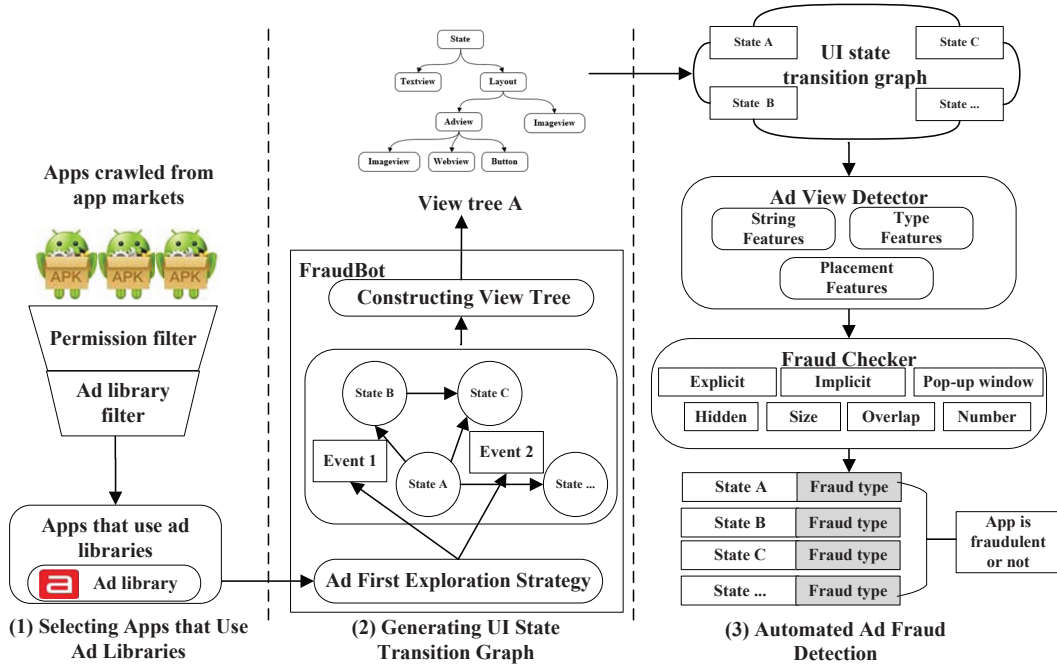 Apps crawled from
app markets
APK
APK
APK
Permission filter
Ad library
filter
Apps that use ad
libraries
a
Ad library
(1) Selecting Apps that Use
Ad Libraries
State
Textview
Layout
Adview
Imageview
Imageview
Webview
Button
View tree A
FraudBot
Constructing View Tree
State B
State C
Event 1
Event 2
State A
State ...
Ad First Exploration Strategy
(2) Generating UI State
Transition Graph
State A
State C
UI state
transition graph
State B
State ...
Ad View Detector
String
Features
Type
Features
Placement
Features
Fraud Checker
Explicit
Implicit
Pop-up window
Hidden
Size
Overlap
Number
State A
Fraud type
State B
Fraud type
State C
Fraud type
State ...
Fraud type
App is
fraudulent
or not
(3) Automated Ad Fraud
Detection